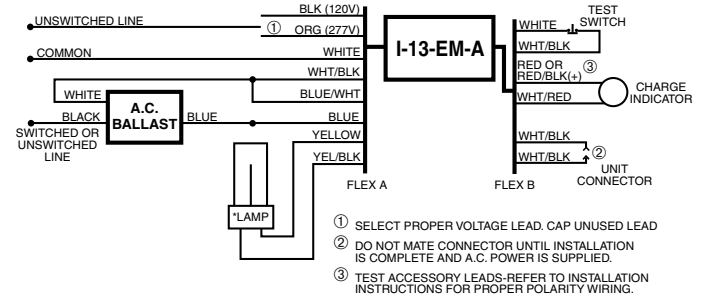 BLK (120V)
UNSWITCHED LINE
① ORG (277V)
COMMON
WHITE
WHT/BLK
WHITE
BLUE/WHT
BLACK
A.C.
BALLAST
BLUE
BLUE
SWITCHED OR
UNSWITCHED
LINE
YELLOW
YEL/BLK
*LAMP
FLEX A
I-13-EM-A
WHITE
TEST
SWITCH
WHT/BLK
RED OR
RED/BLK(+)
③
CHARGE
INDICATOR
WHT/RED
WHT/BLK
②
WHT/BLK
UNIT
CONNECTOR
FLEX B
① SELECT PROPER VOLTAGE LEAD. CAP UNUSED LEAD
② DO NOT MATE CONNECTOR UNTIL INSTALLATION
IS COMPLETE AND A.C. POWER IS SUPPLIED.
③ TEST ACCESSORY LEADS-REFER TO INSTALLATION
INSTRUCTIONS FOR PROPER POLARITY WIRING.